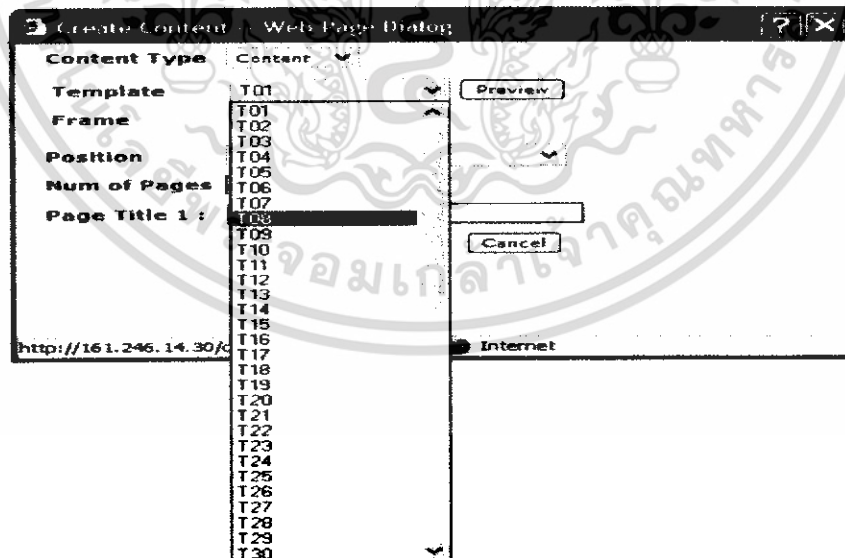 Create Content -- Web Page Dialog
Content Type Content
Template T01 Preview
Frame
Position
Num of Pages
Page Title 1 :
T01
T02
T03
T04
T05
T06
T07
T08
T09
T10
T11
T12
T13
T14
T15
T16
T17
T18
T19
T20
T21
T22
T23
T24
T25
T26
T27
T28
T29
T30
Cancel
http://161.246.14.30/c
Internet